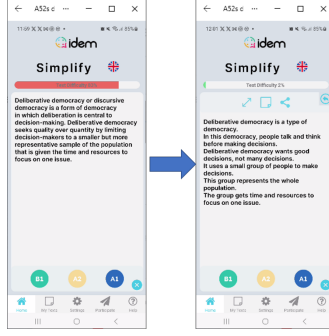 A52s c ...
idem
Simplify
Deliberative democracy or discursive
democracy is a form of democracy
in which deliberation is central to
decision-making. Deliberative democracy
seeks quality over quantity by limiting
decision-makers to a smaller but more
representative sample of the population
that is given the time and resources to
focus on one issue.
B1
A2
A1
Home
My Texts
Settings
Participate
Help
A52s c ...
idem
Simplify
Text Difficulty 2%
Deliberative democracy is a type of
democracy.
In this democracy, people talk and think
before making decisions.
Deliberative democracy wants good
decisions, not many decisions.
It uses a small group of people to make
decisions.
This group represents the whole
population.
The group gets time and resources to
focus on one issue.
B1
A2
A1
Home
My Texts
Settings
Participate
Help